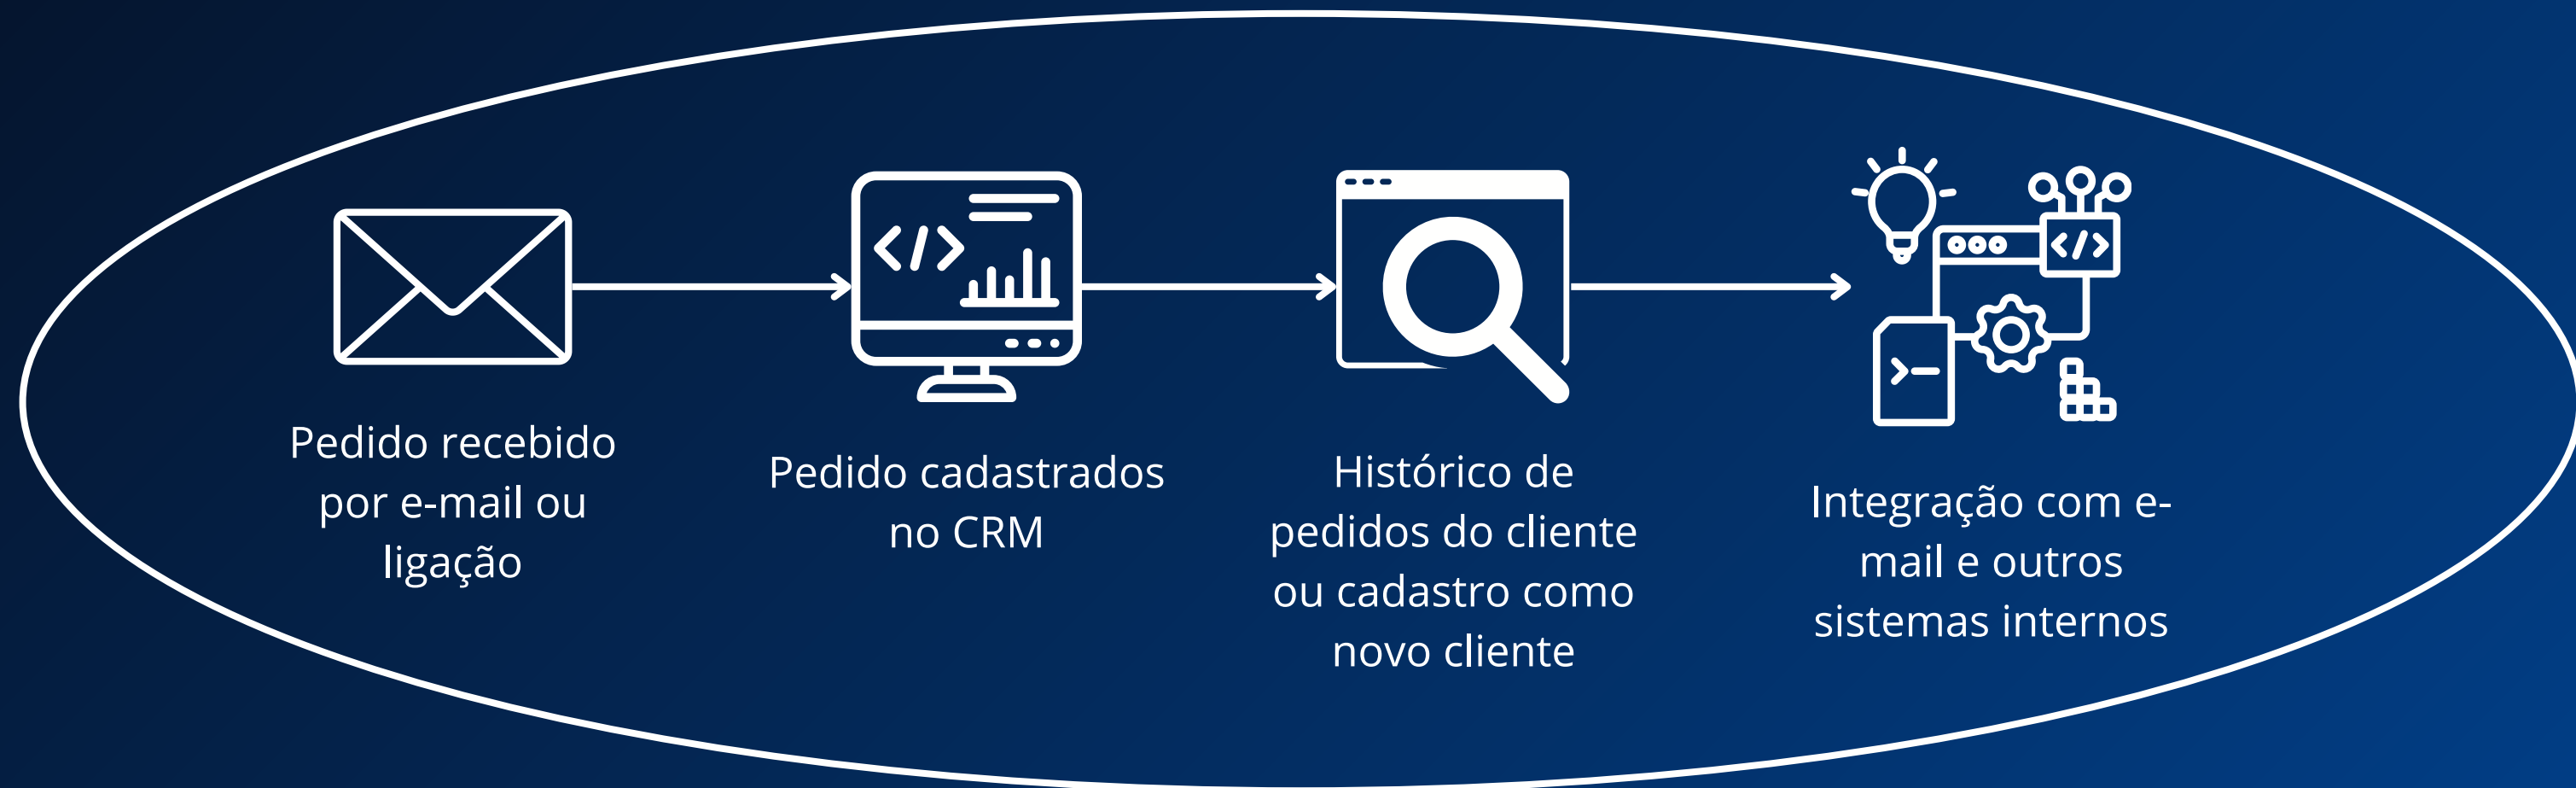 Pedido recebido
por e-mail ou
ligação
Pedido cadastrados
no CRM
Histórico de
pedidos do cliente
ou cadastro como
novo cliente
Integração com e-
mail e outros
sistemas internos